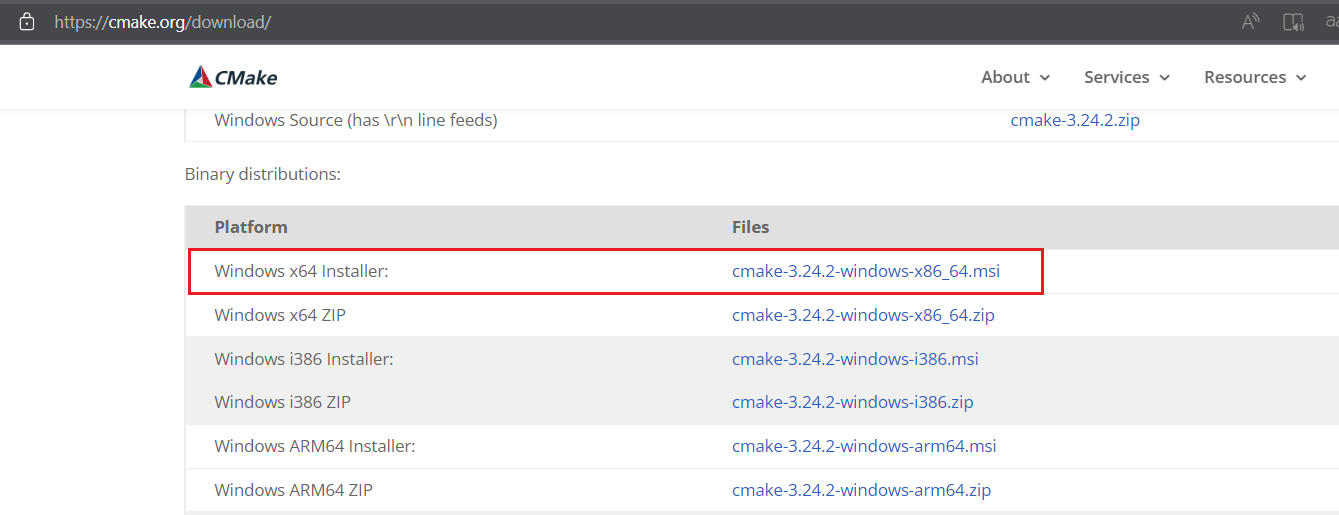 https://cmake.org/download/
CMake About Services Resources
Windows Source (has \r\n line feeds) cmake-3.24.2.zip
Binary distributions:
Platform Files
Windows x64 Installer: cmake-3.24.2-windows-x86_64.msi
Windows x64 ZIP cmake-3.24.2-windows-x86_64.zip
Windows i386 Installer: cmake-3.24.2-windows-i386.msi
Windows i386 ZIP cmake-3.24.2-windows-i386.zip
Windows ARM64 Installer: cmake-3.24.2-windows-arm64.msi
Windows ARM64 ZIP cmake-3.24.2-windows-arm64.zip